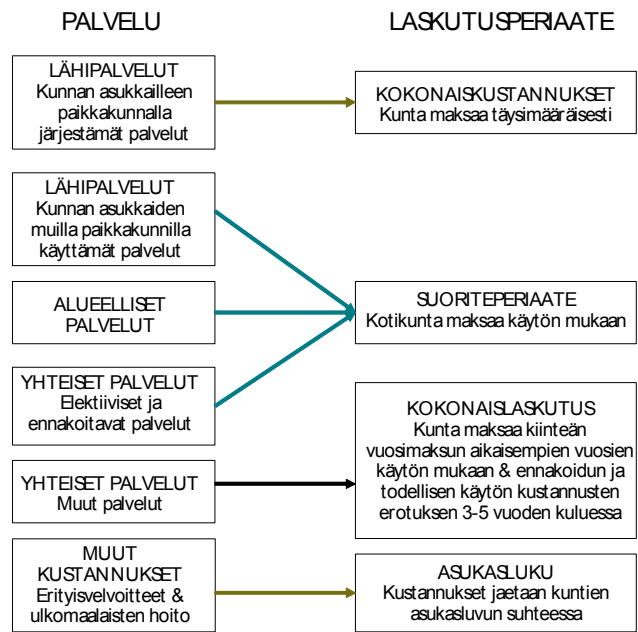 PALVELU
LASKUTUSPERIAATE
LÄHIPALVELUT
Kunnan asukkailleen
paikkakunnalla
järjestämät palvelut
KOKONAISKUSTANNUKSET
Kunta maksaa täysimääräisesti
LÄHIPALVELUT
Kunnan asukkaiden
muilla paikkakunnilla
käyttämät palvelut
ALUEELLISET
PALVELUT
SUORITEPERIAATE
Kotikunta maksaa käytön mukaan
YHTEISET PALVELUT
Elektiiviset ja
ennakoitavat palvelut
YHTEISET PALVELUT
Muut palvelut
KOKONAISLASKUTUS
Kunta maksaa kiinteän
vuosimaksun aikaisempien vuosien
käytön mukaan & ennakoidun ja
todellisen käytön kustannusten
erotuksen 3-5 vuoden kuluessa
MUUT
KUSTANNUKSET
Erityisvelvoitteet &
ulkomaalaisten hoito
ASUKASLUKU
Kustannukset jaetaan kuntien
asukasluvun suhteessa